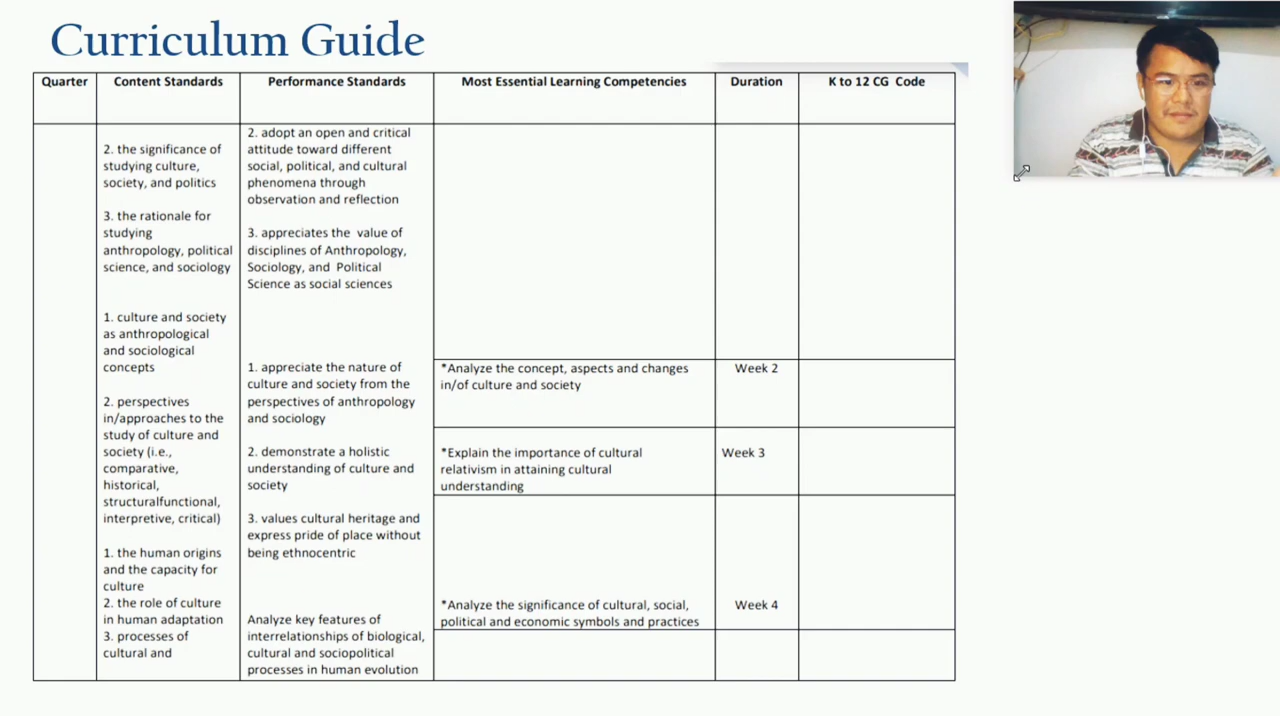 Curriculum Guide
Quarter
Content Standards
Performance Standards
Most Essential Learning Competencies
Duration
K to 12 CG Code
2. the significance of
studying culture,
society, and politics
3. the rationale for
studying
anthropology, political
science, and sociology
1. culture and society
as anthropological
and sociological
concepts
2. perspectives
in/approaches to the
study of culture and
society (i.e.,
comparative,
historical,
structuralfunctional,
interpretive, critical)
1. the human origins
and the capacity for
culture
2. the role of culture
in human adaptation
3. processes of
cultural and
2. adopt an open and critical
attitude toward different
social, political, and cultural
phenomena through
observation and reflection
3. appreciates the value of
disciplines of Anthropology,
Sociology, and Political
Science as social sciences
1. appreciate the nature of
culture and society from the
perspectives of anthropology
and sociology
2. demonstrate a holistic
understanding of culture and
society
3. values cultural heritage and
express pride of place without
being ethnocentric
Analyze key features of
interrelationships of biological,
cultural and sociopolitical
processes in human evolution
*Analyze the concept, aspects and changes
in/of culture and society
Week 2
*Explain the importance of cultural
relativism in attaining cultural
understanding
Week 3
*Analyze the significance of cultural, social,
political and economic symbols and practices
Week 4